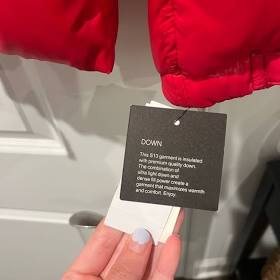 DOWN
This S13 garment is insulated
with premium quality down.
The combination of
ultra light down and
dense fill power create a
garment that maximizes warmth
and comfort. Enjoy.